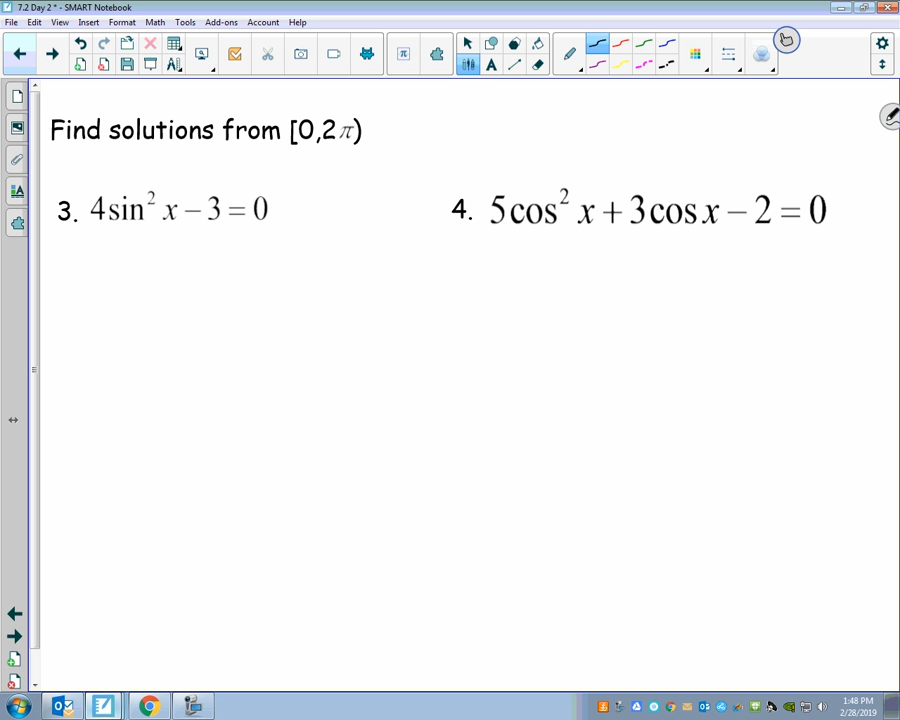 7.2 Day 2 * - SMART Notebook
File Edit View Insert Format Math Tools Add-ons Account Help
Find solutions from [0,2π)
3. 4sin² x − 3 = 0
4. 5cos² x + 3cos x − 2 = 0
1:48 PM
2/28/2019